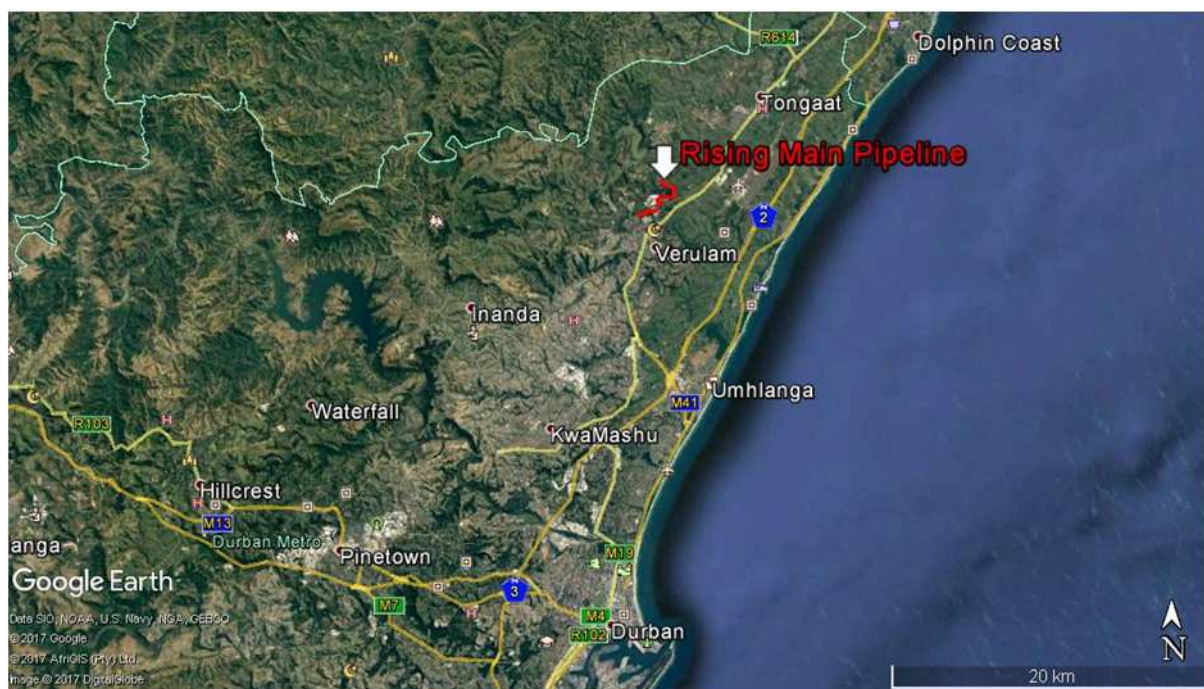 R614
Dolphin Coast
Tongaat
Rising Main Pipeline
2
Verulam
Inanda
Umhlanga
M41
Waterfall
R103
KwaMashu
Hillcrest
M13
Durban Metro
anga
Pinetown
M19
Google Earth
3
M7
M4
R102
Durban
Data SIO, NOAA, U.S. Navy, NGA, GEBCO
© 2017 Google
© 2017 AfriGIS (Pty) Ltd.
Image © 2017 DigitalGlobe
N
20 km